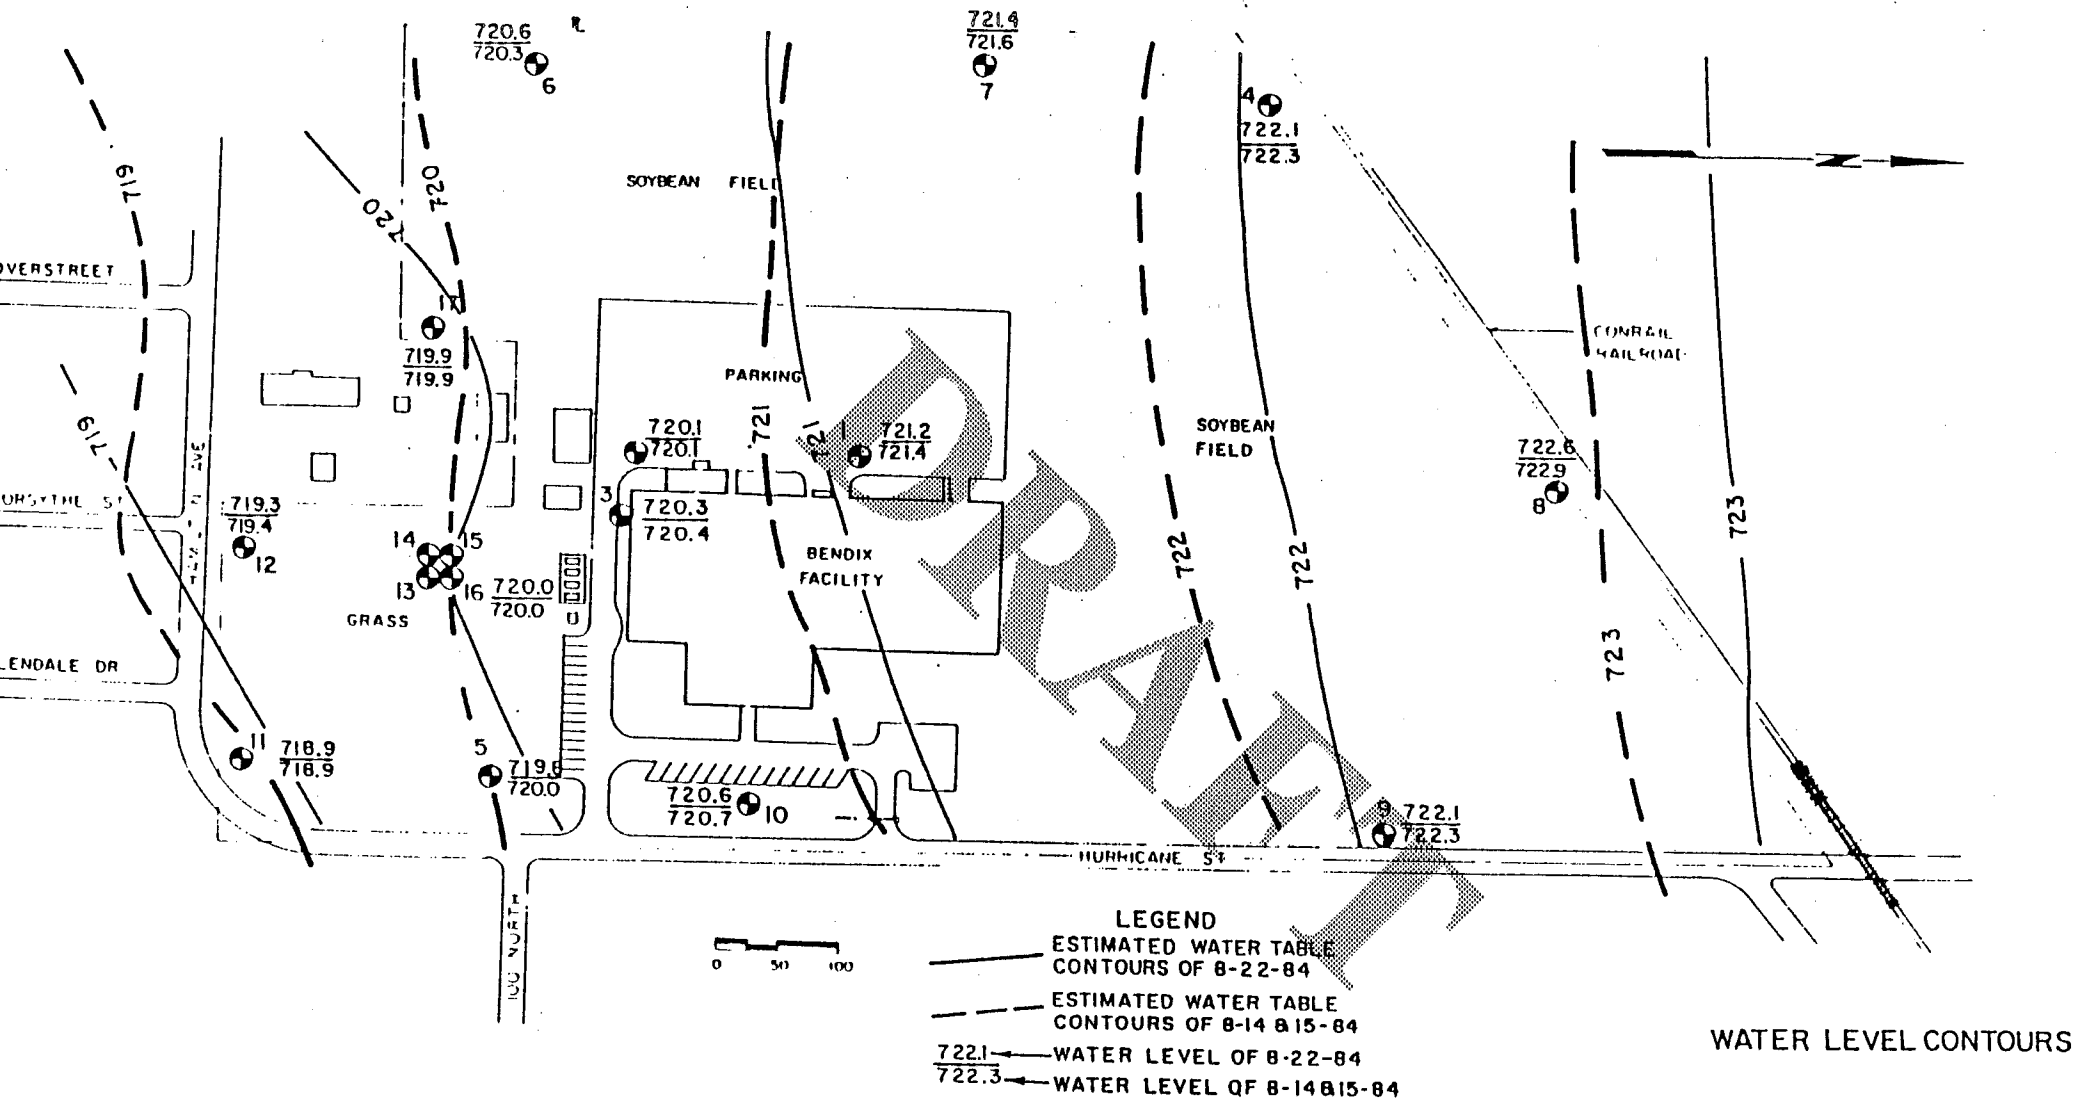 720.6
720.3
6
721.4
721.6
7
4
722.1
722.3
N
719
720
720
SOYBEAN FIELD
OVERSTREET
17
719.9
719.9
PARKING
CONRAIL
RAILROAD
719
721
721
1
721.2
721.4
720.1
720.1
SOYBEAN
FIELD
722.6
722.9
8
AVE
ORSYTHE ST
719.3
719.4
12
3
720.3
720.4
723
14
15
13
16
720.0
720.0
BENDIX
FACILITY
722
722
GRASS
723
LENDALE DR
11
718.9
718.9
5
719.8
720.0
720.6
720.7
10
9
722.1
722.3
HURRICANE ST
100 NORTH
DRAFT
0 50 100
LEGEND
ESTIMATED WATER TABLE
CONTOURS OF 8-22-84
ESTIMATED WATER TABLE
CONTOURS OF 8-14 & 15-84
722.1 WATER LEVEL OF 8-22-84
722.3 WATER LEVEL OF 8-14&15-84
WATER LEVEL CONTOURS